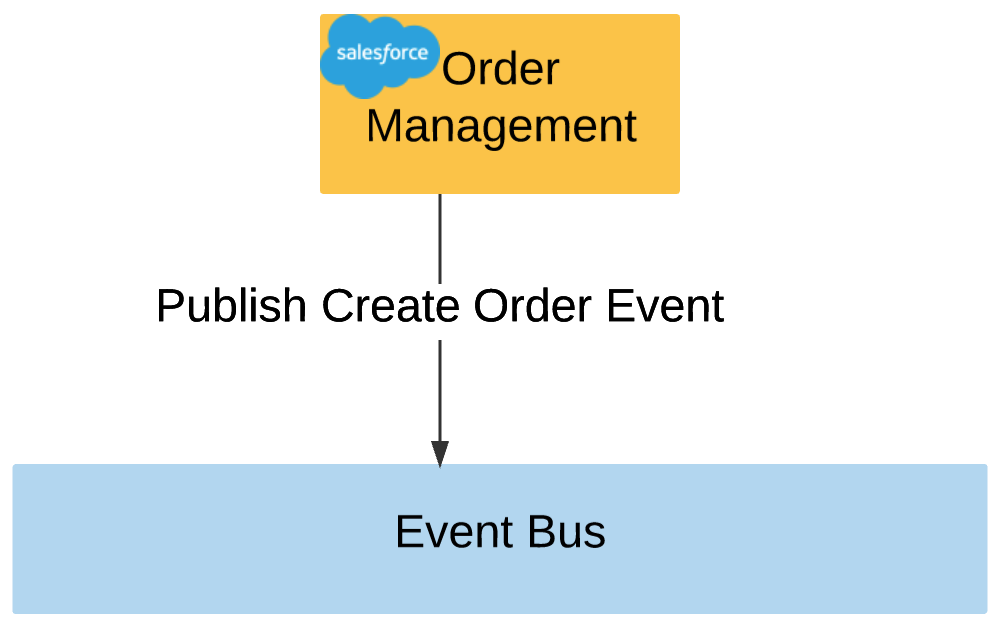 salesforce
Order
Management
Publish Create Order Event
Event Bus